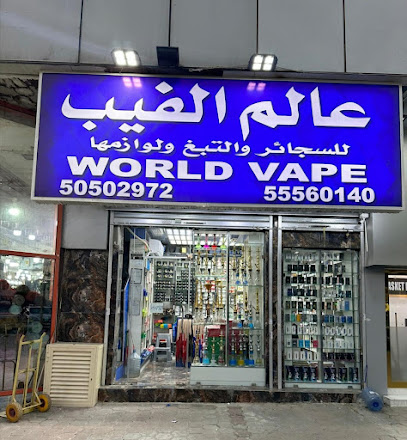 عالم الفيب
للسجائر والتبغ ولوازمها
WORLD VAPE
50502972 55560140